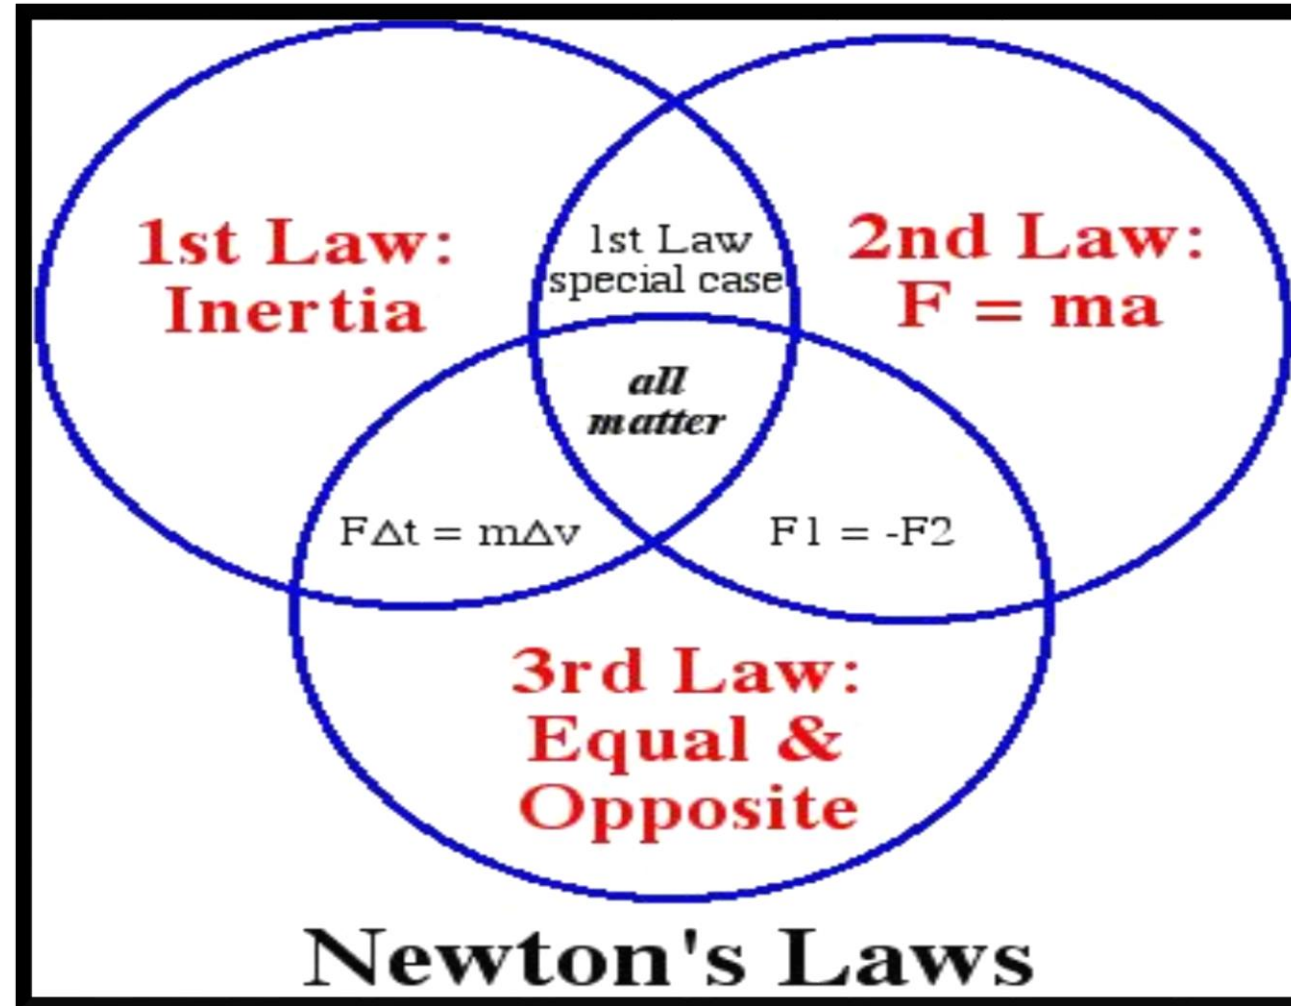 1st Law:
Inertia
1st Law
special case
2nd Law:
F = ma
all
matter
FΔt = mΔv
F1 = -F2
3rd Law:
Equal &
Opposite
Newton's Laws